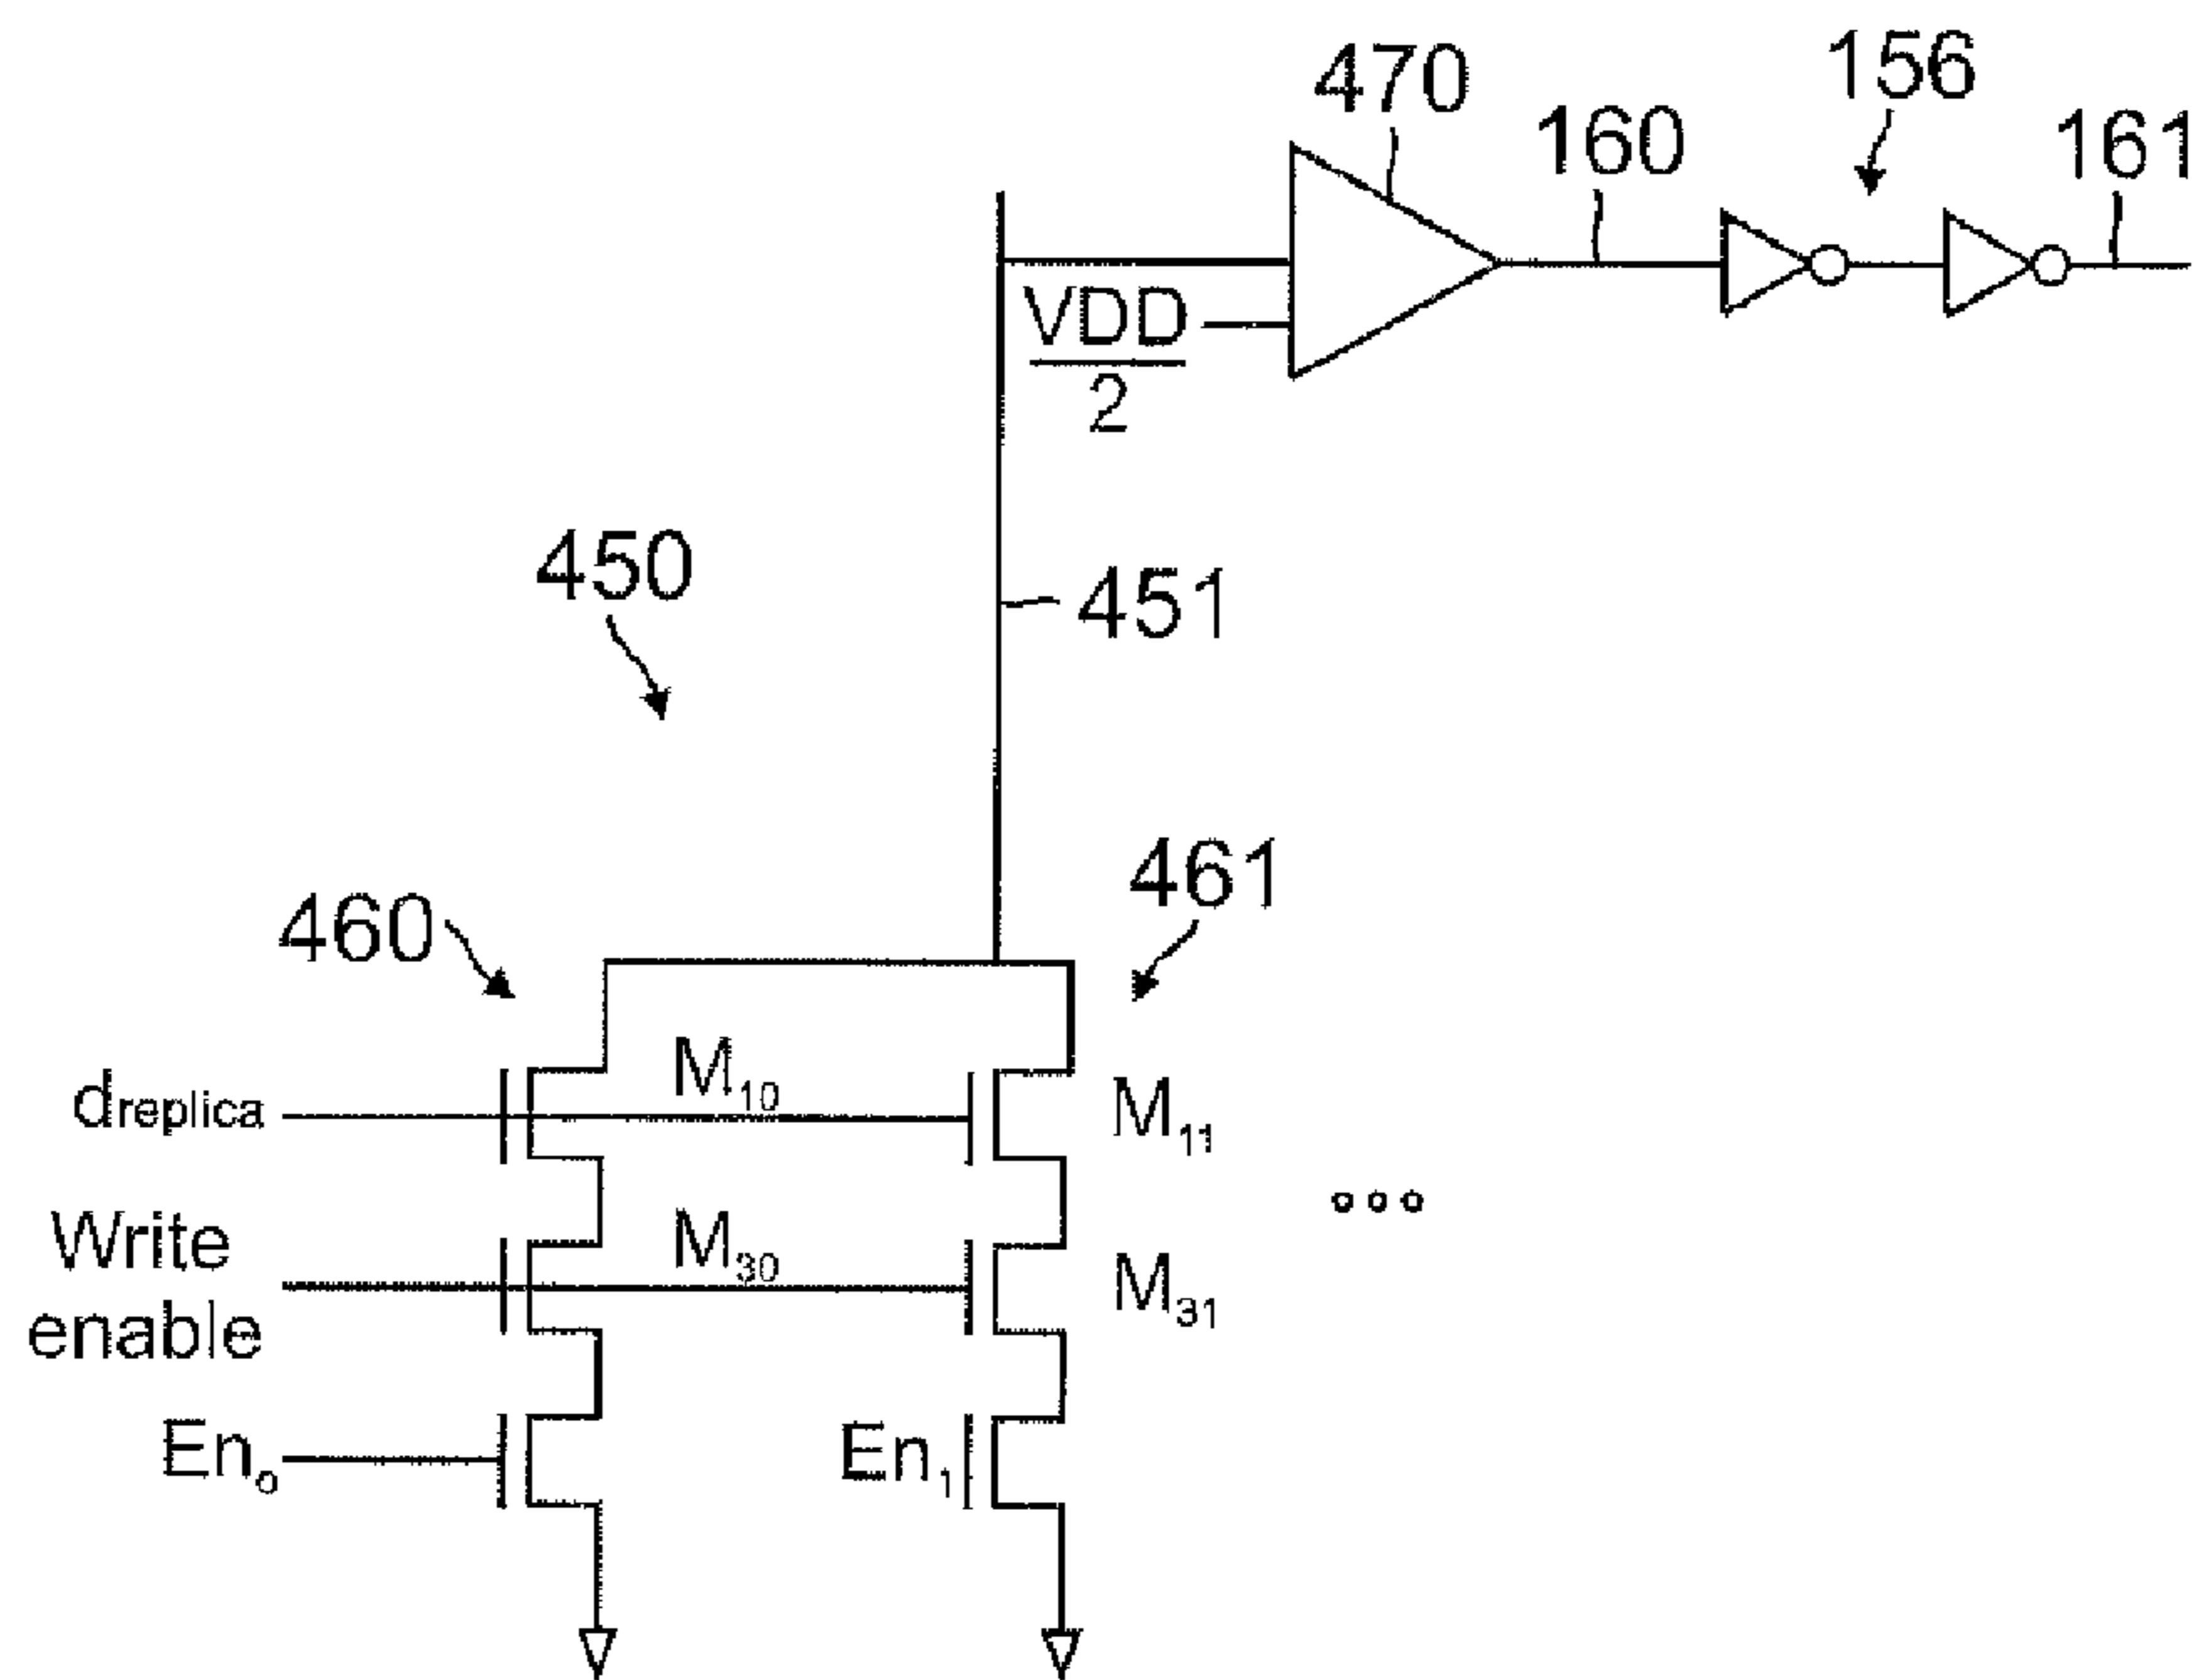 470
156
160
161
VDD
2
450
451
460
461
dreplica
M10
M11
Write
enable
M30
M31
Eno
En1